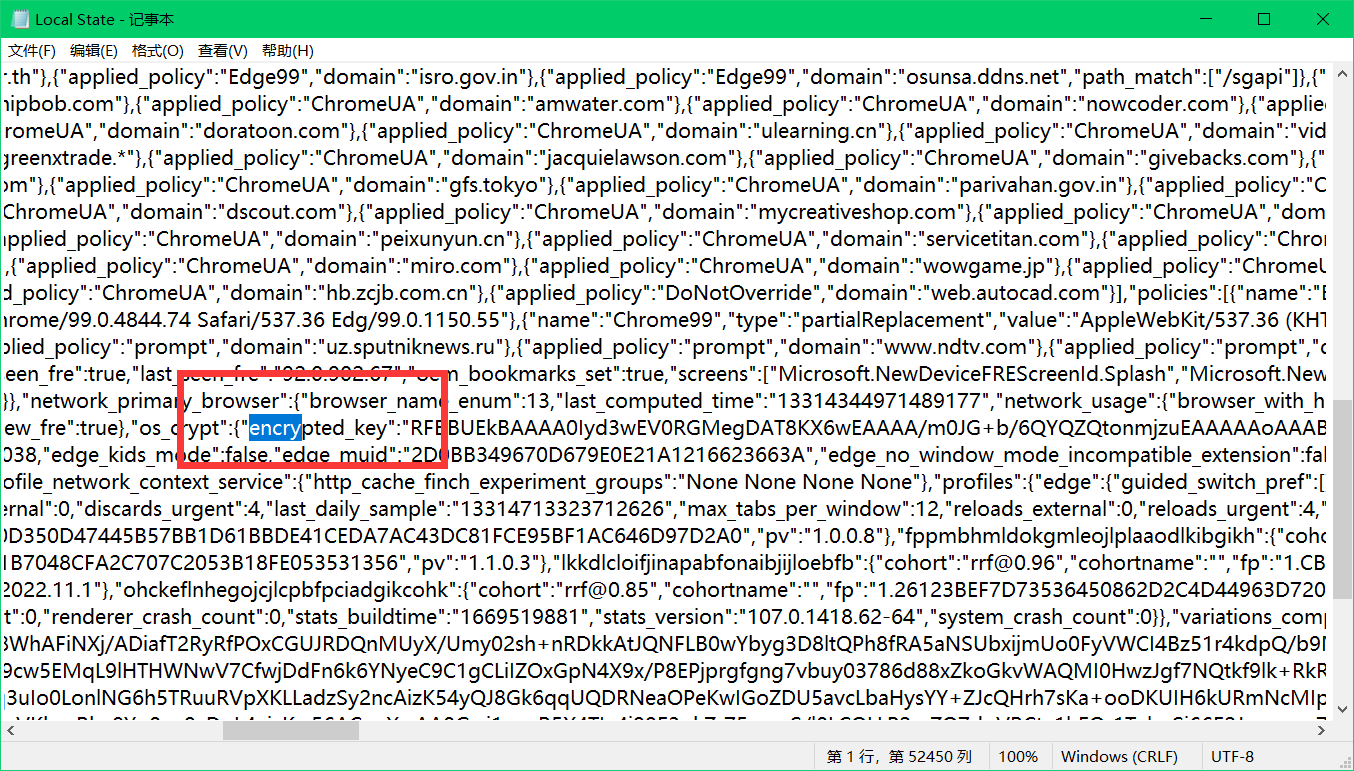 Local State - 记事本
文件(F) 编辑(E) 格式(O) 查看(V) 帮助(H)
r.th"},{"applied_policy":"Edge99","domain":"isro.gov.in"},{"applied_policy":"Edge99","domain":"osunsa.ddns.net","path_match":["/sgapi"]},{"
hipbob.com"},{"applied_policy":"ChromeUA","domain":"amwater.com"},{"applied_policy":"ChromeUA","domain":"nowcoder.com"},{"applied
romeUA","domain":"doratoon.com"},{"applied_policy":"ChromeUA","domain":"ulearning.cn"},{"applied_policy":"ChromeUA","domain":"vid
greenxtrade.*"},{"applied_policy":"ChromeUA","domain":"jacquielawson.com"},{"applied_policy":"ChromeUA","domain":"givebacks.com"},{"
om"},{"applied_policy":"ChromeUA","domain":"gfs.tokyo"},{"applied_policy":"ChromeUA","domain":"parivahan.gov.in"},{"applied_policy":"C
ChromeUA","domain":"dscout.com"},{"applied_policy":"ChromeUA","domain":"mycreativeshop.com"},{"applied_policy":"ChromeUA","dom
applied_policy":"ChromeUA","domain":"peixunyun.cn"},{"applied_policy":"ChromeUA","domain":"servicetitan.com"},{"applied_policy":"Chron
,{"applied_policy":"ChromeUA","domain":"miro.com"},{"applied_policy":"ChromeUA","domain":"wowgame.jp"},{"applied_policy":"ChromeU
d_policy":"ChromeUA","domain":"hb.zcjb.com.cn"},{"applied_policy":"DoNotOverride","domain":"web.autocad.com"}],"policies":[{"name":"E
hrome/99.0.4844.74 Safari/537.36 Edg/99.0.1150.55"},{"name":"Chrome99","type":"partialReplacement","value":"AppleWebKit/537.36 (KHT
plied_policy":"prompt","domain":"uz.sputniknews.ru"},{"applied_policy":"prompt","domain":"www.ndtv.com"},{"applied_policy":"prompt","c
een_fre":true,"last_seen_fre":"92.0.902.67","oem_bookmarks_set":true,"screens":["Microsoft.NewDeviceFREScreenId.Splash","Microsoft.New
}},"network_primary_browser":{"browser_name_enum":13,"last_computed_time":"13314344971489177","network_usage":{"browser_with_h
ew_fre":true},"os_crypt":{"encrypted_key":"RFBBUEkBAAAA0Iyd3wEV0RGMegDAT8KX6wEAAAA/m0JG+b/6QYQZQtonmjzuEAAAAAoAAAB
038,"edge_kids_mode":false,"edge_muid":"2D0BB349670D679E0E21A1216623663A","edge_no_window_mode_incompatible_extension":fal
ofile_network_context_service":{"http_cache_finch_experiment_groups":"None None None None"},"profiles":{"edge":{"guided_switch_pref":[
ernal":0,"discards_urgent":4,"last_daily_sample":"13314713323712626","max_tabs_per_window":12,"reloads_external":0,"reloads_urgent":4,"
0D350D47445B57BB1D61BBDE41CEDA7AC43DC81FCE95BF1AC646D97D2A0","pv":"1.0.0.8"},"fppmbhmldokgmleojlplaaodlkibgikh":{"coho
1B7048CFA2C707C2053B18FE053531356","pv":"1.1.0.3"},"lkkdlcloifjinapabfonaibjijloebfb":{"cohort":"rrf@0.96","cohortname":"","fp":"1.CB
2022.11.1"},"ohckeflnhegojcjlcpbfpciadgikcohk":{"cohort":"rrf@0.85","cohortname":"","fp":"1.26123BEF7D73536450862D2C4D44963D720
t":0,"renderer_crash_count":0,"stats_buildtime":"1669519881","stats_version":"107.0.1418.62-64","system_crash_count":0}},"variations_comp
3WhAFiNXj/ADiafT2RyRfPOxCGUJRDQnMUyX/Umy02sh+nRDkkAtJQNFLB0wYbyg3D8ltQPh8fRA5aNSUbxijmUo0FyVWCI4Bz51r4kdpQ/b9N
9cw5EMqL9lHTHWNwV7CfwjDdFn6k6YNyeC9C1gCLiIZOxGpN4X9x/P8EPjprgfgng7vbuy03786d88xZkoGkvWAQMI0HwzJgf7NQtkf9lk+RkR
g3uIo0LonlNG6h5TRuuRVpXKLLadzSy2ncAizK54yQJ8Gk6qqUQDRNeaOPeKwIGoZDU5avcLbaHysYY+ZJcQHrh7sKa+ooDKUIH6kURmNcMIp
第 1 行，第 52450 列 100% Windows (CRLF) UTF-8